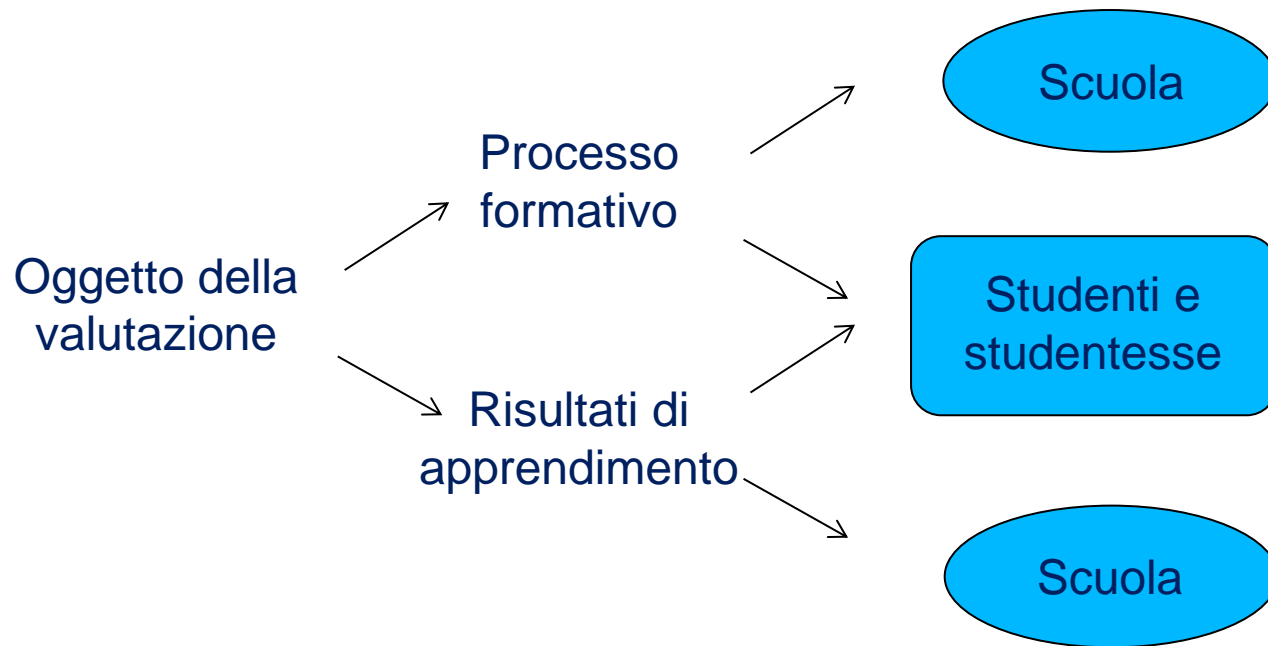 Oggetto della
valutazione
Processo
formativo
Risultati di
apprendimento
Scuola
Studenti e
studentesse
Scuola